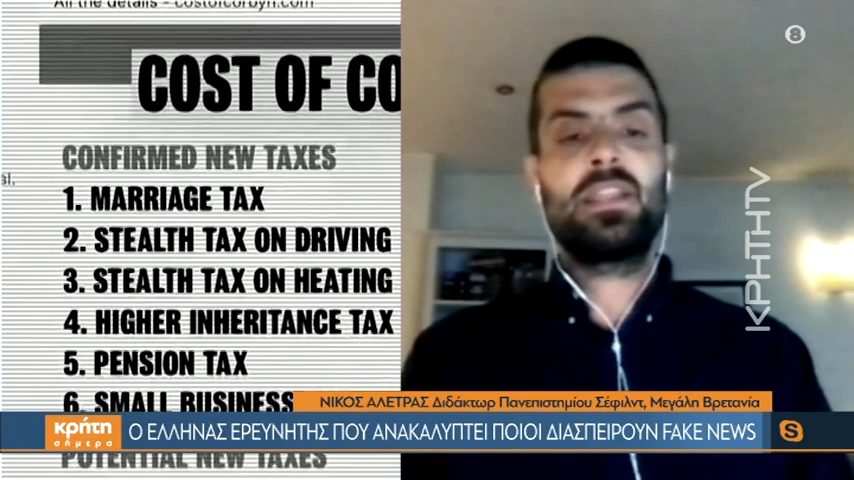 All the details - costofcorbyn.com
8
COST OF CO
CONFIRMED NEW TAXES
al.
1. MARRIAGE TAX
2. STEALTH TAX ON DRIVING
3. STEALTH TAX ON HEATING
4. HIGHER INHERITANCE TAX
5. PENSION TAX
6. SMALL BUSINESS
ΚΡΗΤΗTV
ΝΙΚΟΣ ΑΛΕΤΡΑΣ Διδάκτωρ Πανεπιστημίου Σέφιλντ, Μεγάλη Βρετανία
κρήτη
σήμερα
Ο ΕΛΛΗΝΑΣ ΕΡΕΥΝΗΤΗΣ ΠΟΥ ΑΝΑΚΑΛΥΠΤΕΙ ΠΟΙΟΙ ΔΙΑΣΠΕΙΡΟΥΝ FAKE NEWS
S
POTENTIAL NEW TAXES